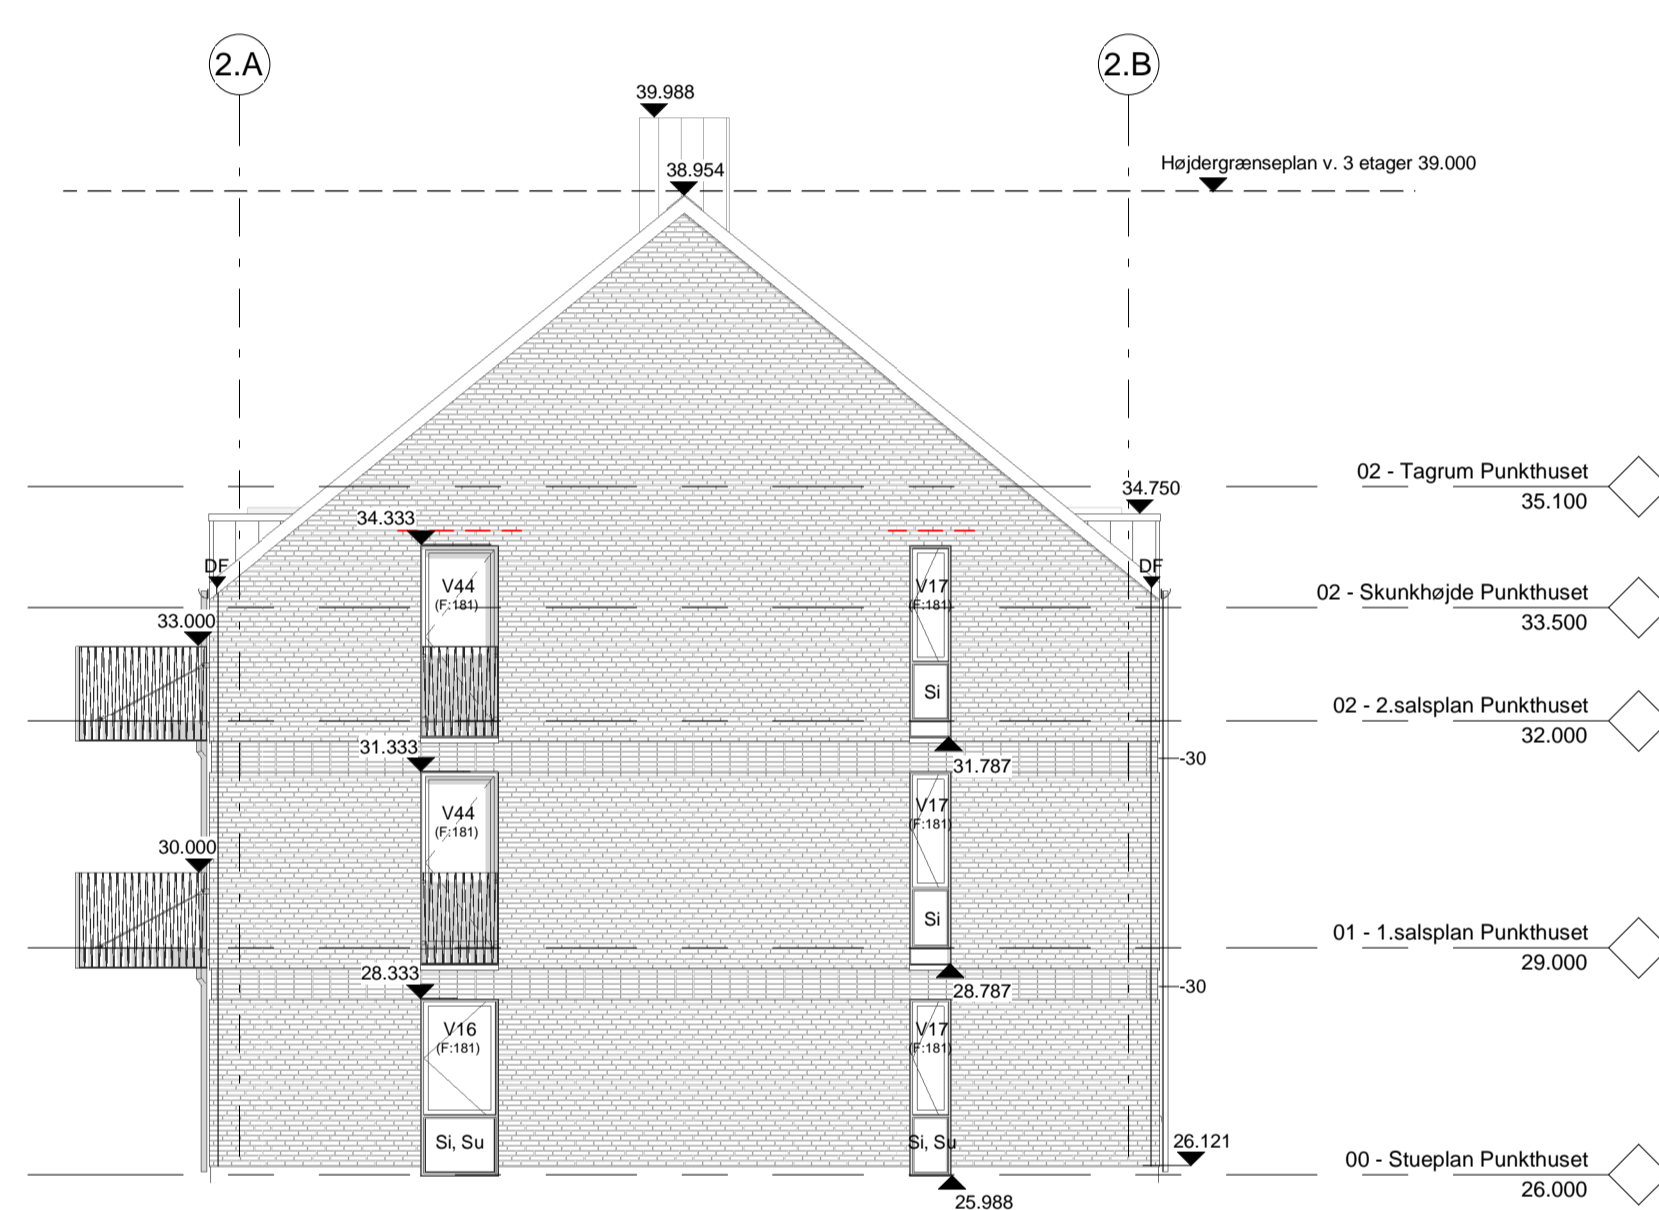 2.A
2.B
39.988
38.954
Højdergrænseplan v. 3 etager 39.000
02 - Tagrum Punkthuset
35.100
34.750
34.333
DF
DF
V44
(F:181)
V17
(F:181)
02 - Skunkhøjde Punkthuset
33.500
33.000
Si
02 - 2.salsplan Punkthuset
32.000
31.333
31.787
-30
V44
(F:181)
V17
(F:181)
30.000
Si
01 - 1.salsplan Punkthuset
29.000
28.333
28.787
-30
V16
(F:181)
V17
(F:181)
Si, Su
Si, Su
26.121
00 - Stueplan Punkthuset
26.000
25.988